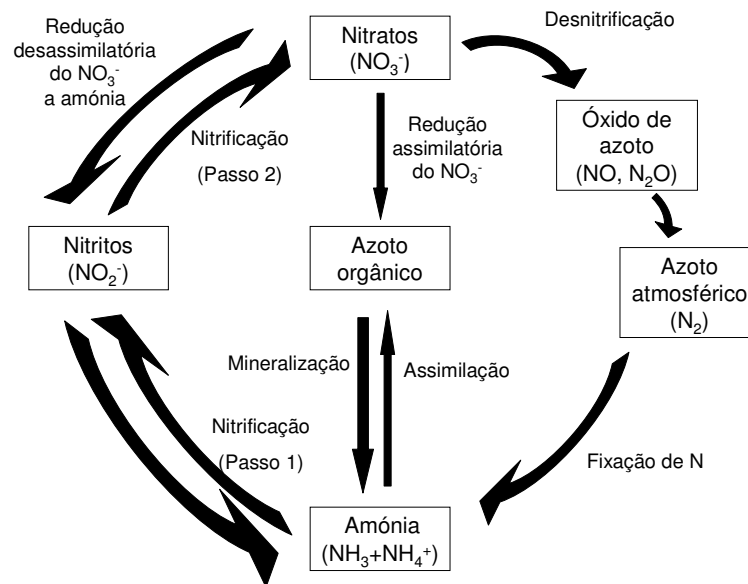 Redução
desassimilatória
do NO₃⁻
a amónia
Nitratos
(NO₃⁻)
Desnitrificação
Nitrificação
(Passo 2)
Redução
assimilatória
do NO₃⁻
Óxido de
azoto
(NO, N₂O)
Nitritos
(NO₂⁻)
Azoto
orgânico
Azoto
atmosférico
(N₂)
Mineralização
Assimilação
Nitrificação
(Passo 1)
Fixação de N
Amónia
(NH₃+NH₄⁺)